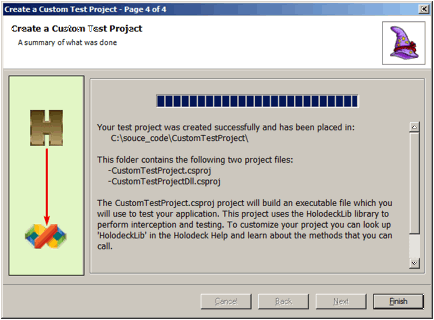 Create a Custom Test Project - Page 4 of 4
Create a Custom Test Project
A summary of what was done
H
Your test project was created successfully and has been placed in:
C:\souce_code\CustomTestProject\
This folder contains the following two project files:
-CustomTestProject.csproj
-CustomTestProjectDll.csproj
The CustomTestProject.csproj project will build an executable file which you
will use to test your application. This project uses the HolodeckLib library to
perform interception and testing. To customize your project you can look up
'HolodeckLib' in the Holodeck Help and learn about the methods that you can
call.
Cancel Back Next Finish